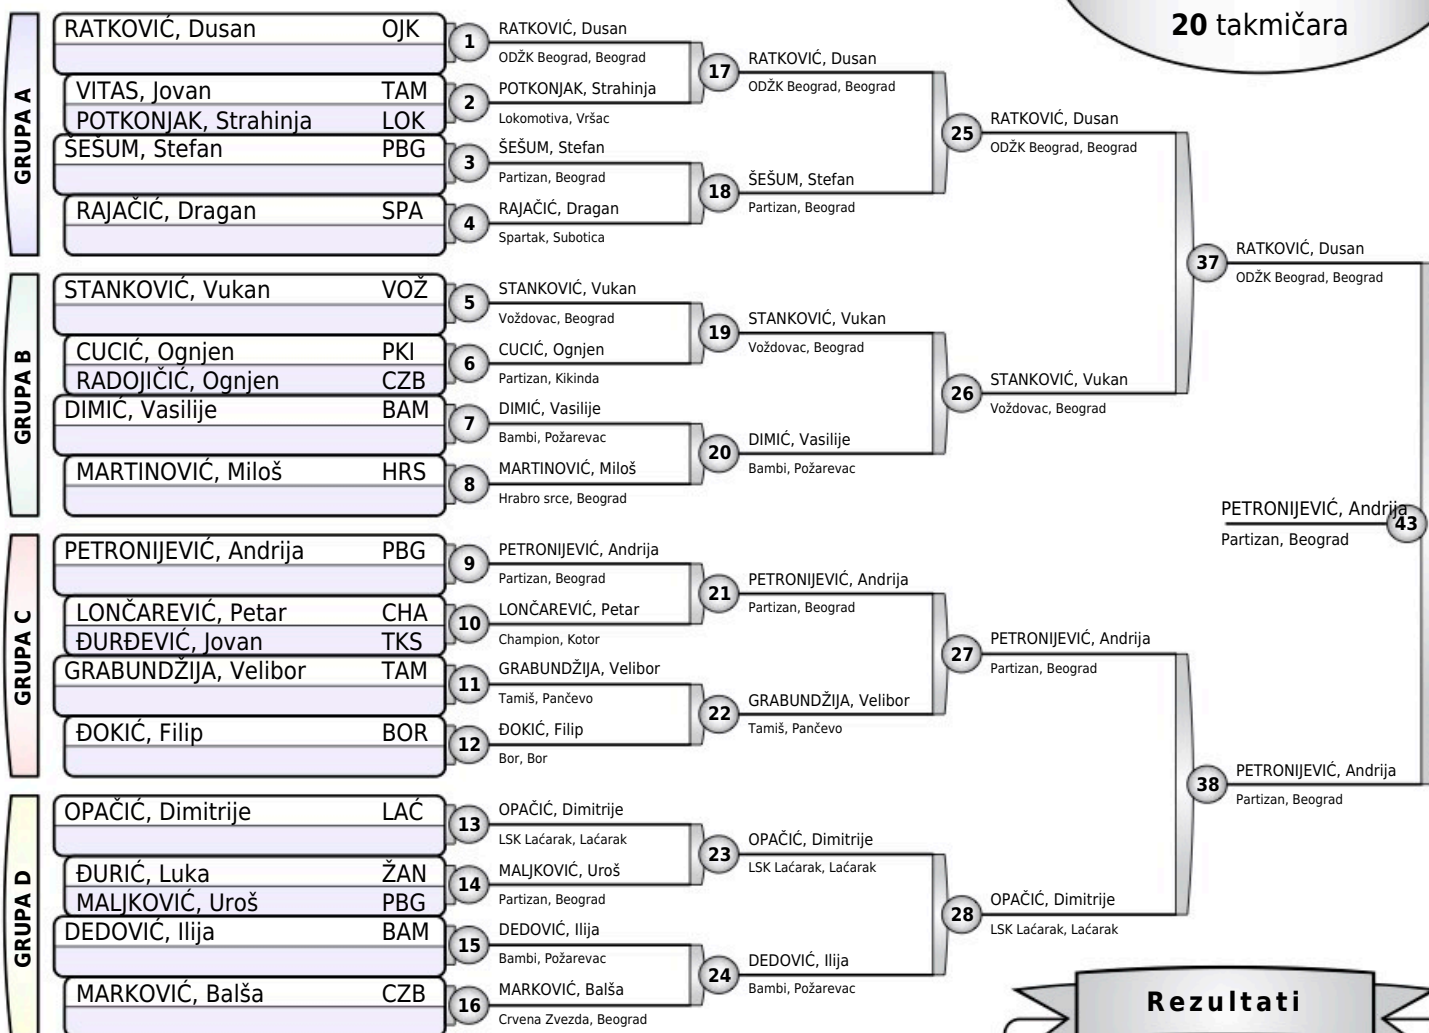 20 takmičara
GRUPA A
RATKOVIĆ, Dusan OJK
VITAS, Jovan TAM
POTKONJAK, Strahinja LOK
ŠEŠUM, Stefan PBG
RAJAČIĆ, Dragan SPA
GRUPA B
STANKOVIĆ, Vukan VOŽ
CUCIĆ, Ognjen PKI
RADOJIČIĆ, Ognjen CZB
DIMIĆ, Vasilije BAM
MARTINOVIĆ, Miloš HRS
GRUPA C
PETRONIJEVIĆ, Andrija PBG
LONČAREVIĆ, Petar CHA
ĐURĐEVIĆ, Jovan TKS
GRABUNDŽIJA, Velibor TAM
ĐOKIĆ, Filip BOR
GRUPA D
OPAČIĆ, Dimitrije LAĆ
ĐURIĆ, Luka ŽAN
MALJKOVIĆ, Uroš PBG
DEDOVIĆ, Ilija BAM
MARKOVIĆ, Balša CZB
1 RATKOVIĆ, Dusan
ODŽK Beograd, Beograd
2 POTKONJAK, Strahinja
Lokomotiva, Vršac
3 ŠEŠUM, Stefan
Partizan, Beograd
4 RAJAČIĆ, Dragan
Spartak, Subotica
5 STANKOVIĆ, Vukan
Voždovac, Beograd
6 CUCIĆ, Ognjen
Partizan, Kikinda
7 DIMIĆ, Vasilije
Bambi, Požarevac
8 MARTINOVIĆ, Miloš
Hrabro srce, Beograd
9 PETRONIJEVIĆ, Andrija
Partizan, Beograd
10 LONČAREVIĆ, Petar
Champion, Kotor
11 GRABUNDŽIJA, Velibor
Tamiš, Pančevo
12 ĐOKIĆ, Filip
Bor, Bor
13 OPAČIĆ, Dimitrije
LSK Laćarak, Laćarak
14 MALJKOVIĆ, Uroš
Partizan, Beograd
15 DEDOVIĆ, Ilija
Bambi, Požarevac
16 MARKOVIĆ, Balša
Crvena Zvezda, Beograd
17 RATKOVIĆ, Dusan
ODŽK Beograd, Beograd
18 ŠEŠUM, Stefan
Partizan, Beograd
19 STANKOVIĆ, Vukan
Voždovac, Beograd
20 DIMIĆ, Vasilije
Bambi, Požarevac
21 PETRONIJEVIĆ, Andrija
Partizan, Beograd
22 GRABUNDŽIJA, Velibor
Tamiš, Pančevo
23 OPAČIĆ, Dimitrije
LSK Laćarak, Laćarak
24 DEDOVIĆ, Ilija
Bambi, Požarevac
25 RATKOVIĆ, Dusan
ODŽK Beograd, Beograd
26 STANKOVIĆ, Vukan
Voždovac, Beograd
27 PETRONIJEVIĆ, Andrija
Partizan, Beograd
28 OPAČIĆ, Dimitrije
LSK Laćarak, Laćarak
37 RATKOVIĆ, Dusan
ODŽK Beograd, Beograd
38 PETRONIJEVIĆ, Andrija
Partizan, Beograd
PETRONIJEVIĆ, Andrija 43
Partizan, Beograd
Rezultati